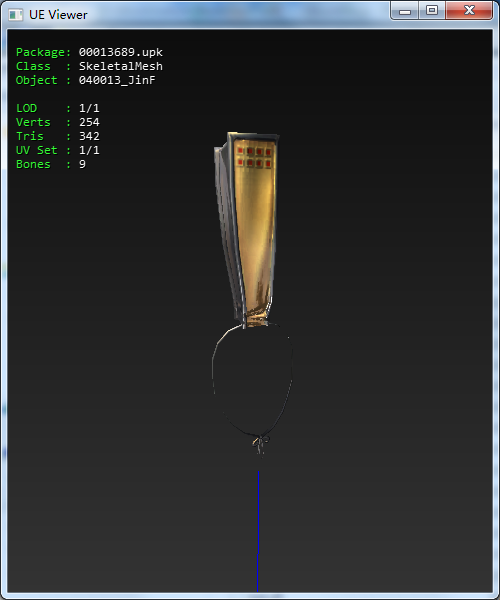 UE Viewer
Package: 00013689.upk
Class  : SkeletalMesh
Object : 040013_JinF
LOD    : 1/1
Verts  : 254
Tris   : 342
UV Set : 1/1
Bones  : 9